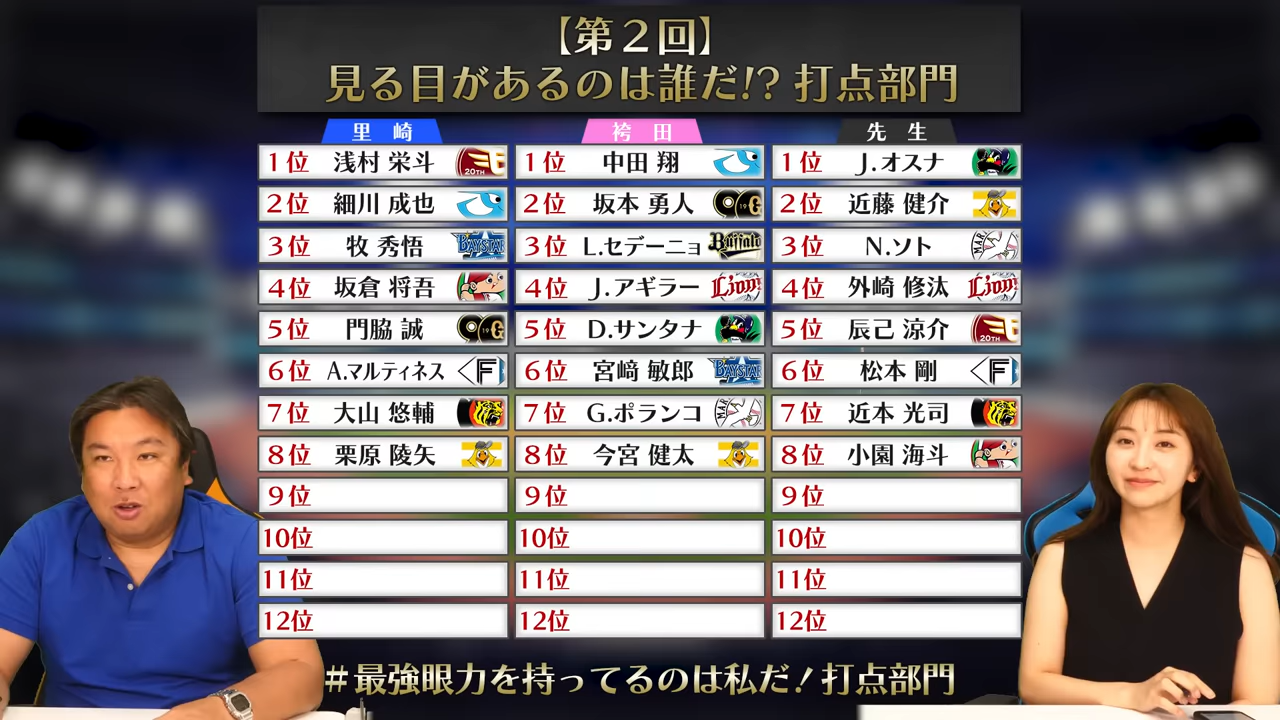 【第２回】
見る目があるのは誰だ!? 打点部門
里崎 袴田 先生
1位 浅村 栄斗 20TH 1位 中田 翔 1位 J.オスナ
2位 細川 成也 2位 坂本 勇人 19 G 2位 近藤 健介
3位 牧 秀悟 BAYSTAR 3位 L.セデーニョ Buffalo 3位 N.ソト MAR
4位 坂倉 将吾 4位 J.アギラー Lions 4位 外崎 修汰 Lions
5位 門脇 誠 19 G 5位 D.サンタナ 5位 辰己 涼介 20TH
6位 A.マルティネス F 6位 宮﨑 敏郎 BAYSTAR 6位 松本 剛 F
7位 大山 悠輔 7位 G.ポランコ MAR 7位 近本 光司
8位 栗原 陵矢 8位 今宮 健太 8位 小園 海斗
9位 9位 9位
10位 10位 10位
11位 11位 11位
12位 12位 12位
＃最強眼力を持ってるのは私だ！打点部門